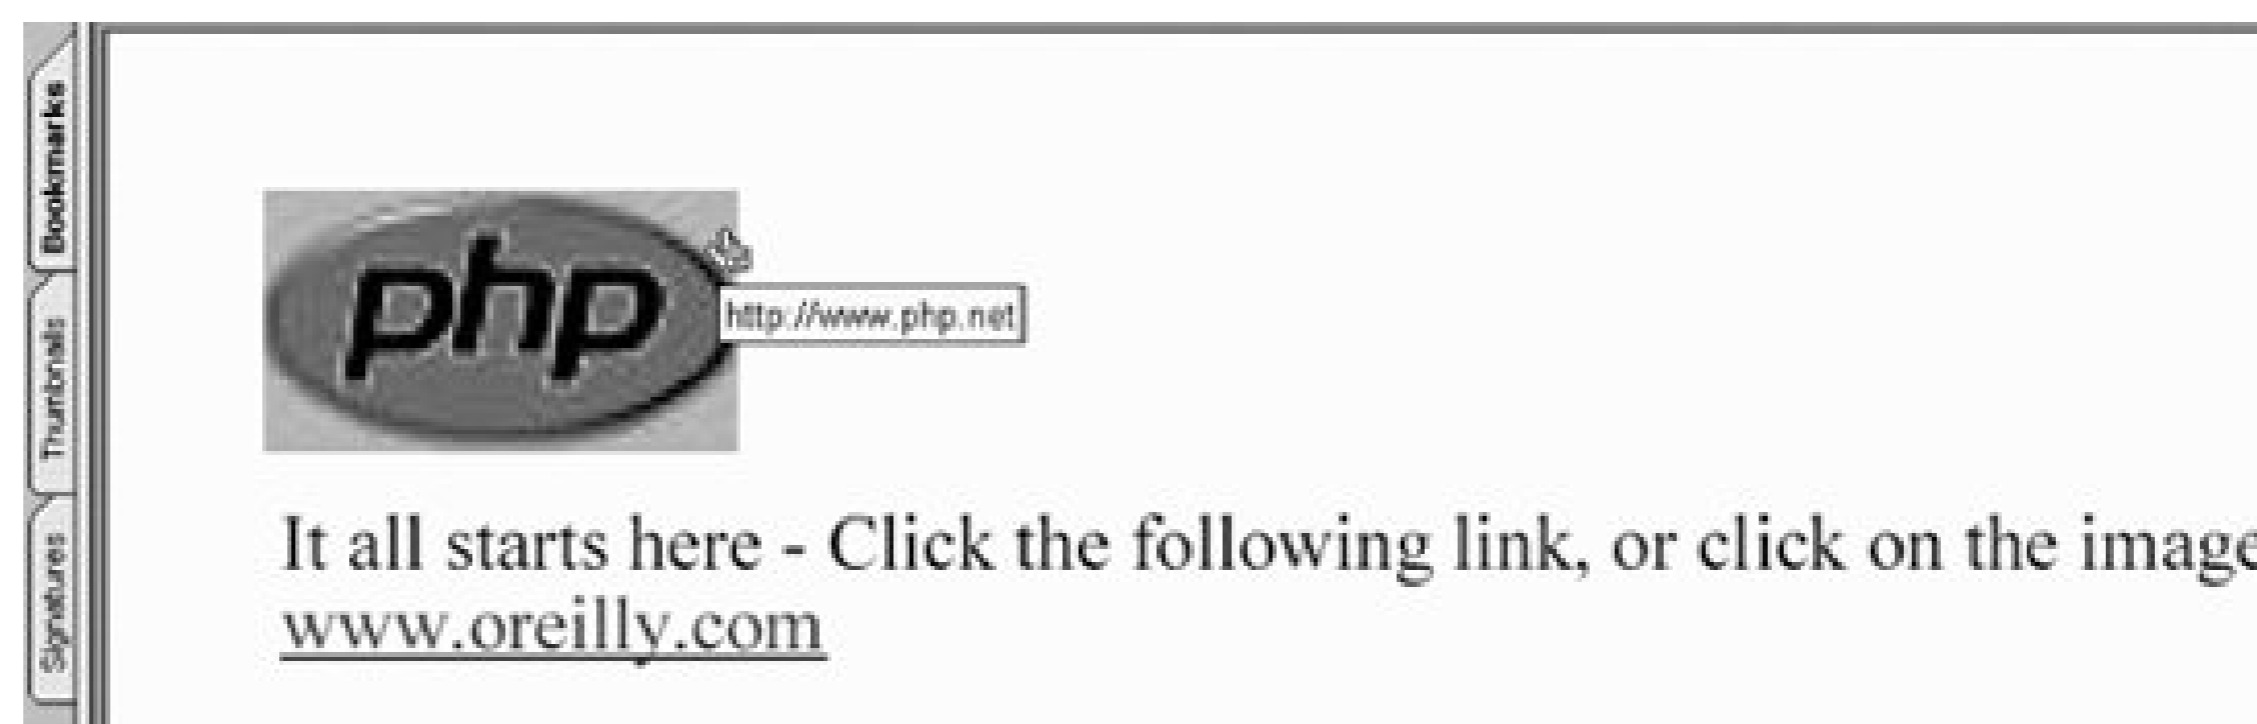 Bookmarks
Thumbnails
Signatures
php
http://www.php.net
It all starts here - Click the following link, or click on the image
www.oreilly.com